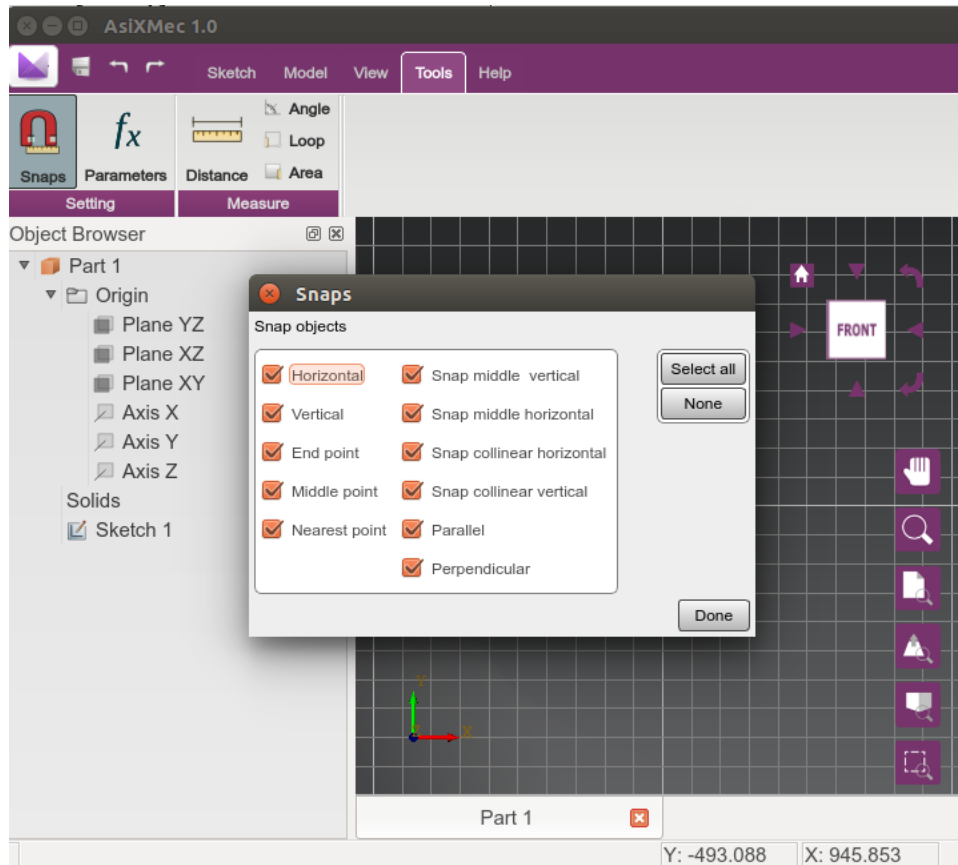 AsiXMec 1.0
Sketch Model View Tools Help
Angle
fx
Loop
Snaps Parameters Distance Area
Setting Measure
Object Browser
Part 1
Origin
Plane YZ
Plane XZ
Plane XY
Axis X
Axis Y
Axis Z
Solids
Sketch 1
Snaps
Snap objects
Horizontal Snap middle vertical
Vertical Snap middle horizontal
End point Snap collinear horizontal
Middle point Snap collinear vertical
Nearest point Parallel
Perpendicular
Select all
None
Done
FRONT
Y
X
Part 1
Y: -493.088 X: 945.853